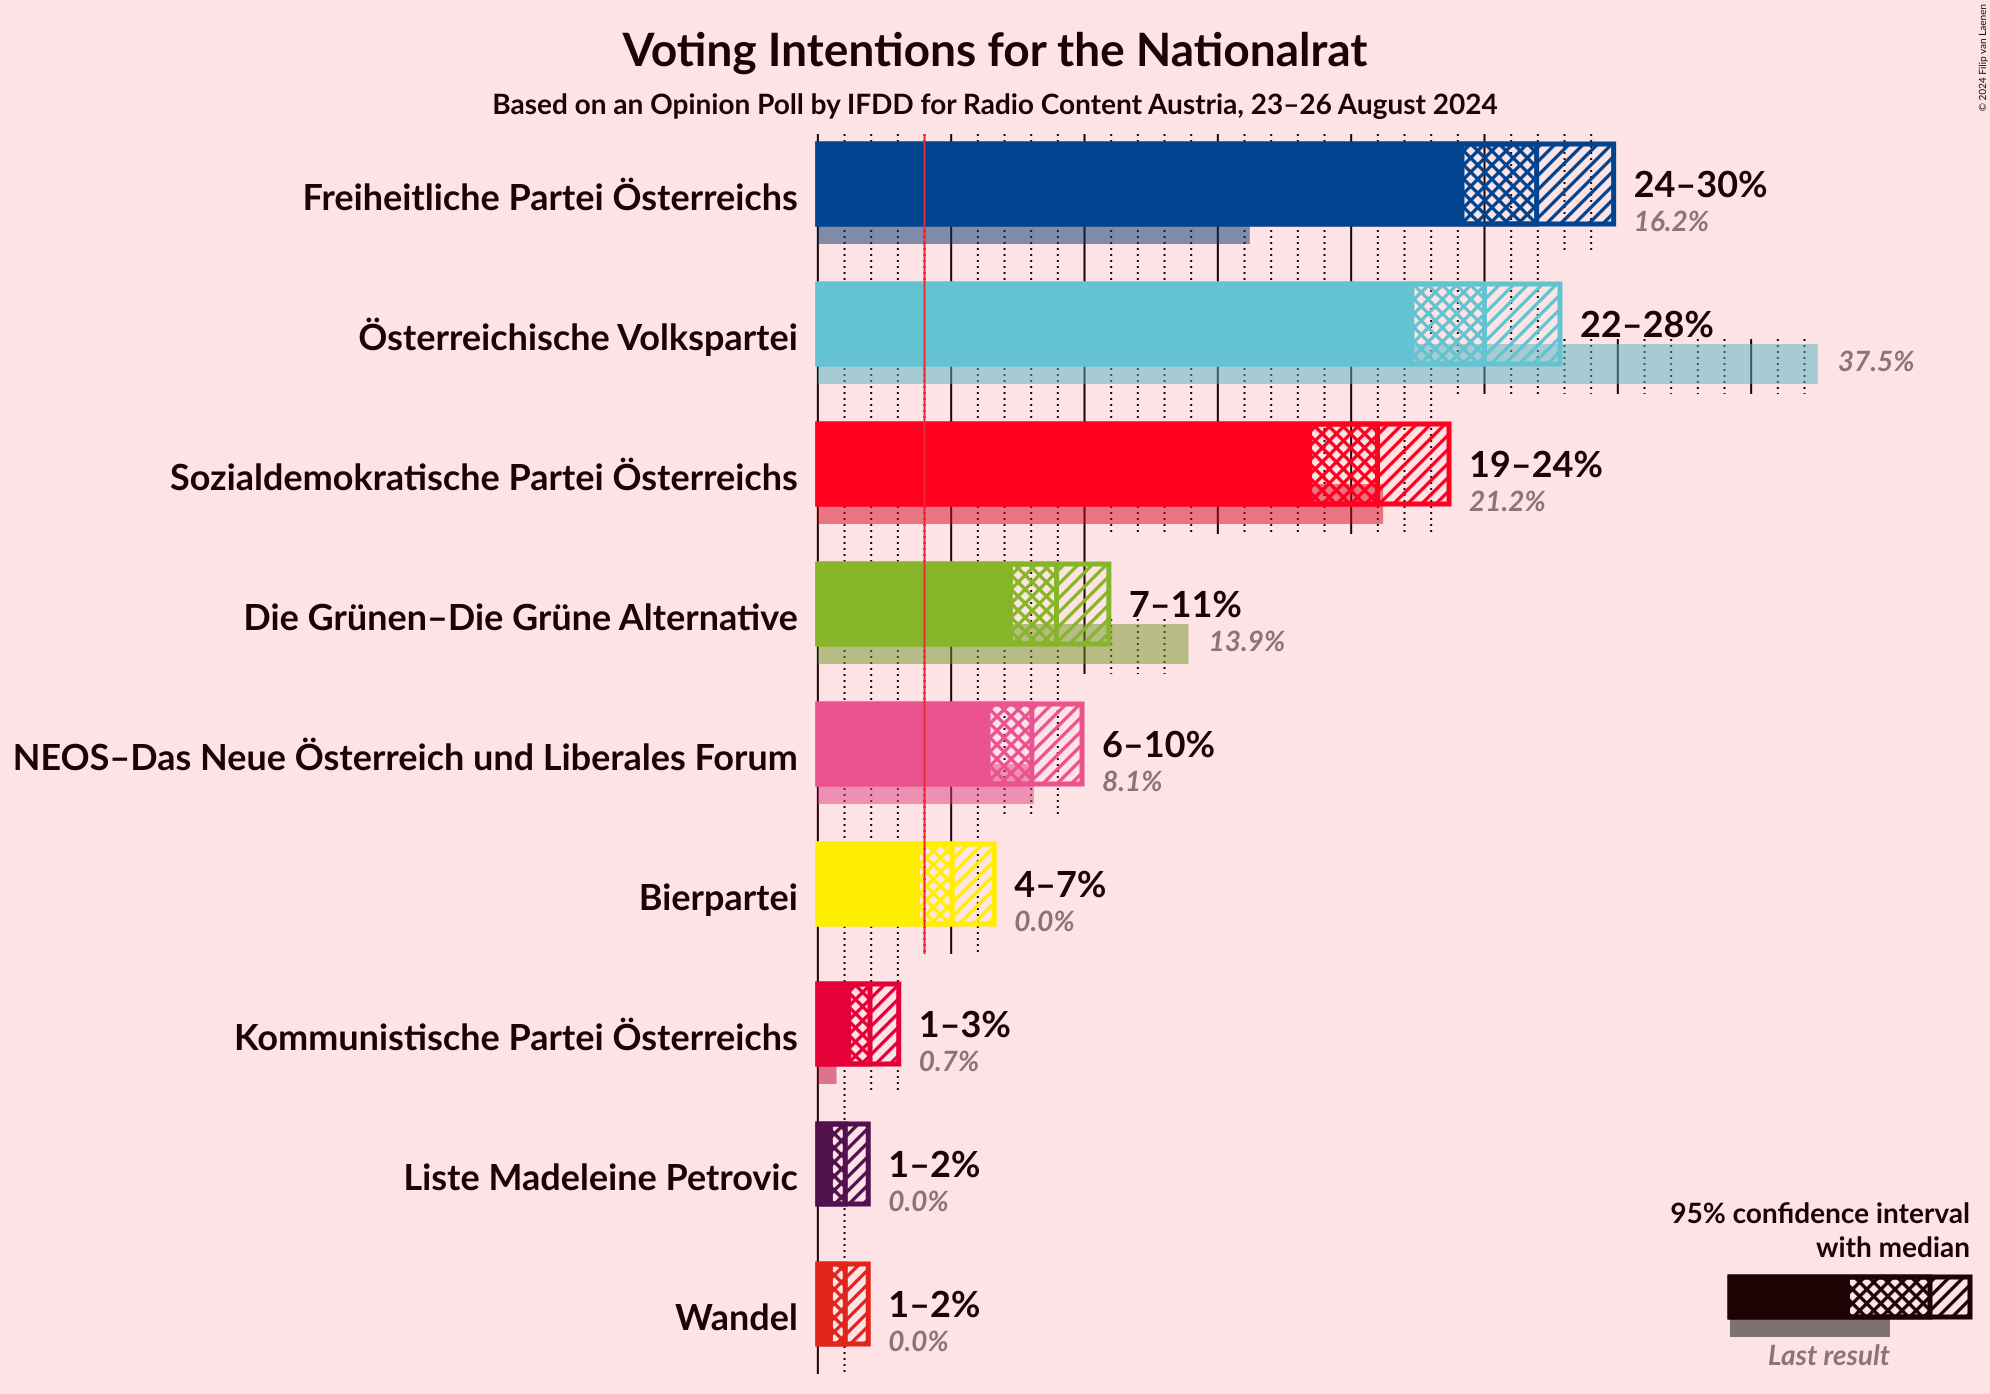 Voting Intentions for the Nationalrat
Based on an Opinion Poll by IFDD for Radio Content Austria, 23–26 August 2024
© 2024 Filip van Laenen
Freiheitliche Partei Österreichs
24–30%
16.2%
Österreichische Volkspartei
22–28%
37.5%
Sozialdemokratische Partei Österreichs
19–24%
21.2%
Die Grünen–Die Grüne Alternative
7–11%
13.9%
NEOS–Das Neue Österreich und Liberales Forum
6–10%
8.1%
Bierpartei
4–7%
0.0%
Kommunistische Partei Österreichs
1–3%
0.7%
Liste Madeleine Petrovic
1–2%
0.0%
Wandel
1–2%
0.0%
95% confidence interval
with median
Last result